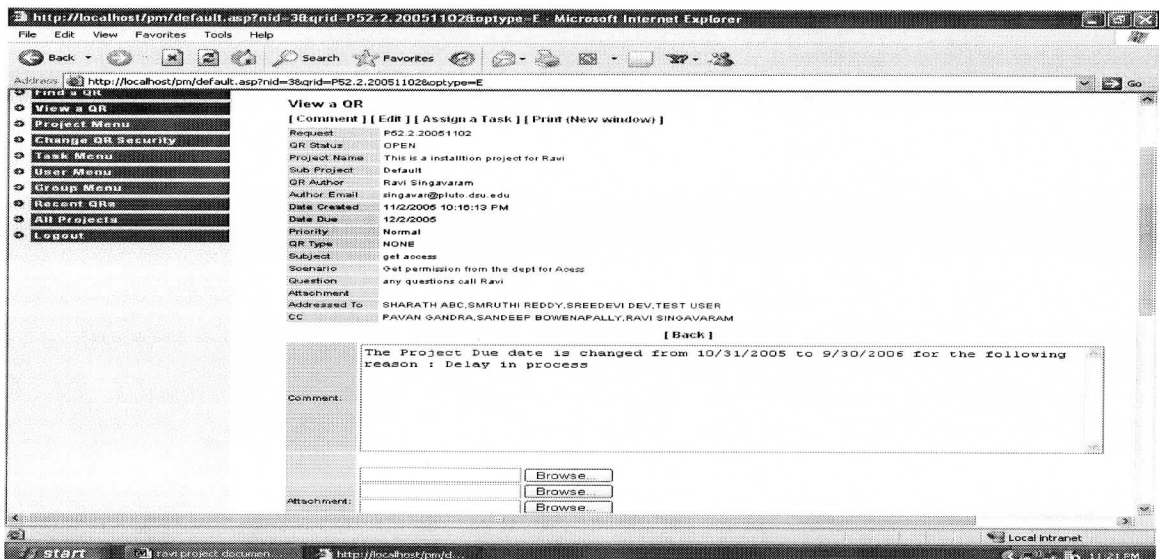 http://localhost/pm/default.asp?nid=3&qrid=P52.2.20051102&optype=E - Microsoft Internet Explorer
File Edit View Favorites Tools Help
Back Search Favorites
Address http://localhost/pm/default.asp?nid=3&qrid=P52.2.20051102&optype=E Go
Find a QR
View a QR
Project Menu
Change QR Security
Task Menu
User Menu
Group Menu
Recent QRs
All Projects
Logout
View a QR
[ Comment ] [ Edit ] [ Assign a Task ] [ Print (New window) ]
Request P52.2.20051102
QR Status OPEN
Project Name This is a installtion project for Ravi
Sub Project Default
QR Author Ravi Singavaram
Author Email singavar@pluto.dsu.edu
Date Created 11/2/2005 10:16:13 PM
Date Due 12/2/2005
Priority Normal
QR Type NONE
Subject get access
Scenario Get permission from the dept for Acess
Question any questions call Ravi
Attachment
Addressed To SHARATH ABC,SMRUTHI REDDY,SREEDEVI DEV,TEST USER
CC PAVAN GANDRA,SANDEEP BOWENAPALLY,RAVI SINGAVARAM
[ Back ]
The Project Due date is changed from 10/31/2005 to 9/30/2006 for the following
reason : Delay in process
Comment:
Browse...
Browse...
Attachment:
Browse...
Local intranet
start ravi project documen... http://localhost/pm/d... 11:21 PM